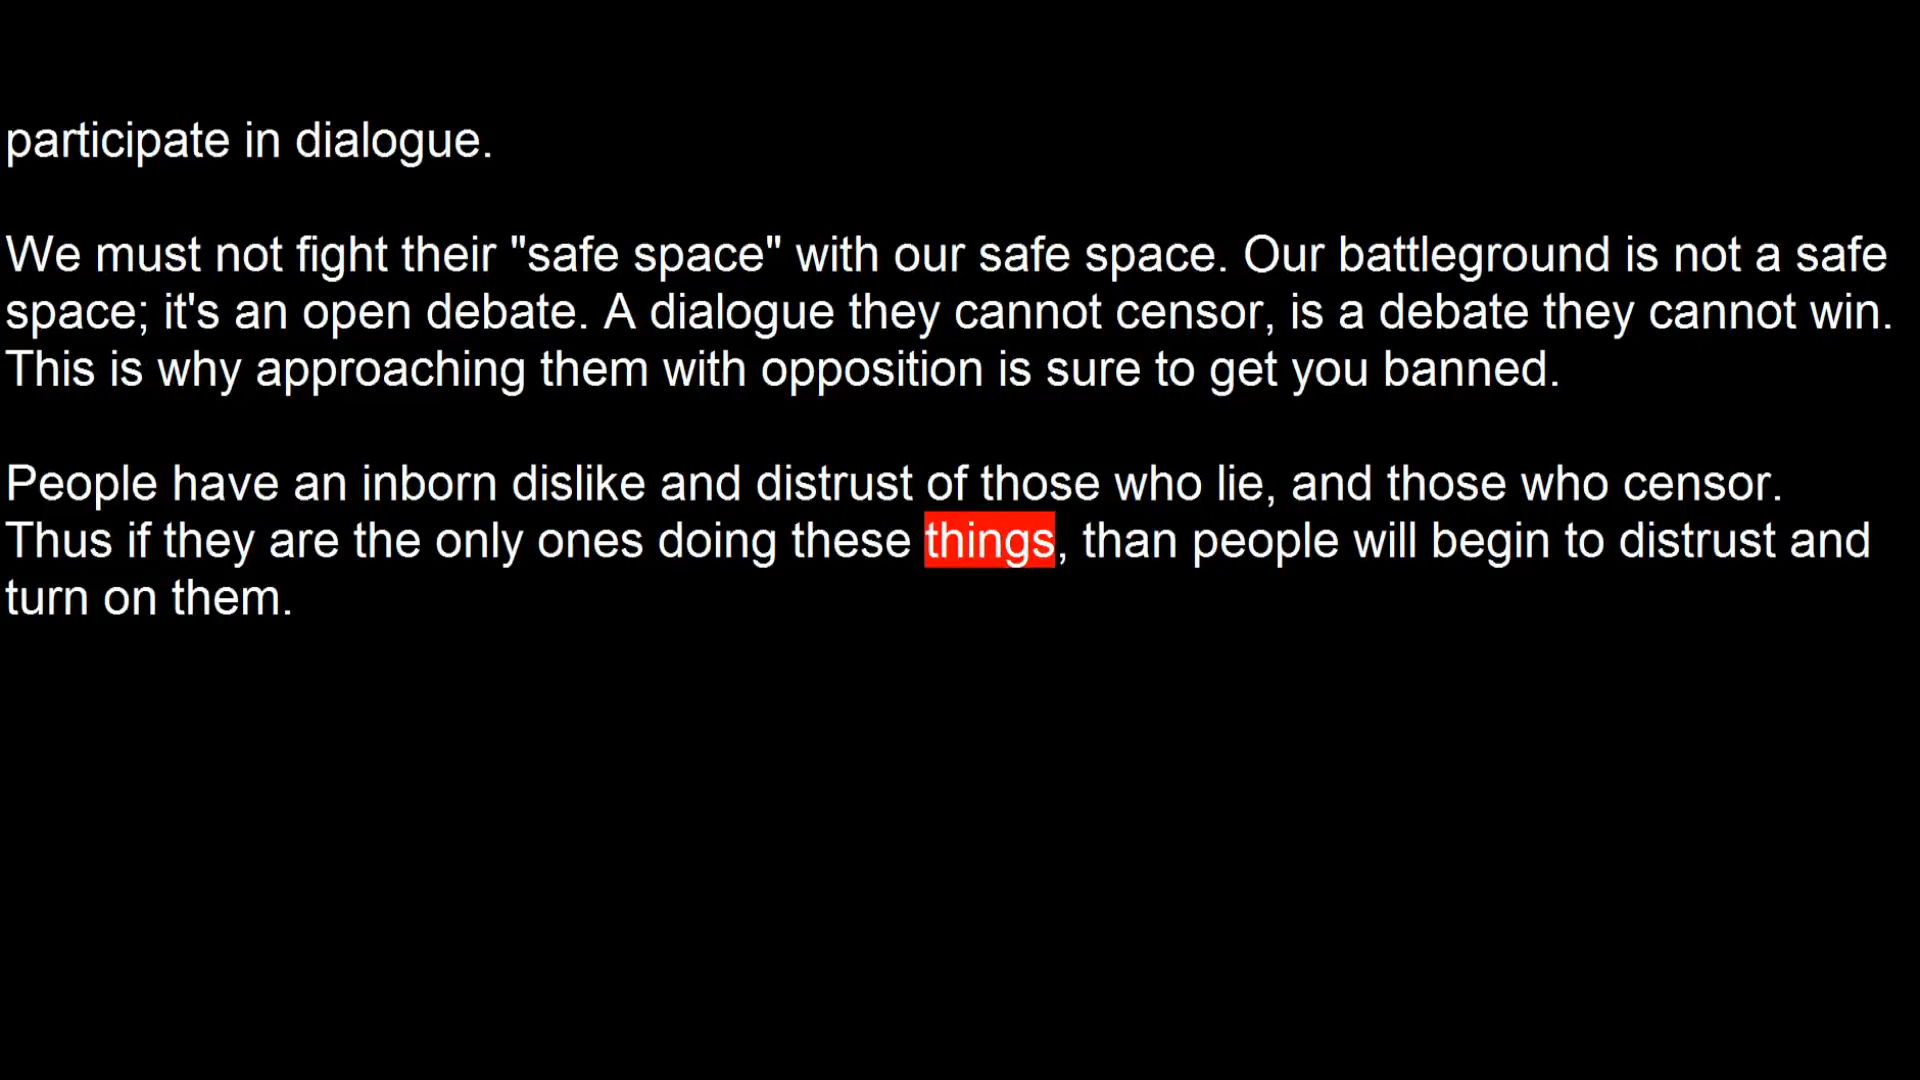 participate in dialogue.
We must not fight their "safe space" with our safe space. Our battleground is not a safe
space; it's an open debate. A dialogue they cannot censor, is a debate they cannot win.
This is why approaching them with opposition is sure to get you banned.
People have an inborn dislike and distrust of those who lie, and those who censor.
Thus if they are the only ones doing these things, than people will begin to distrust and
turn on them.